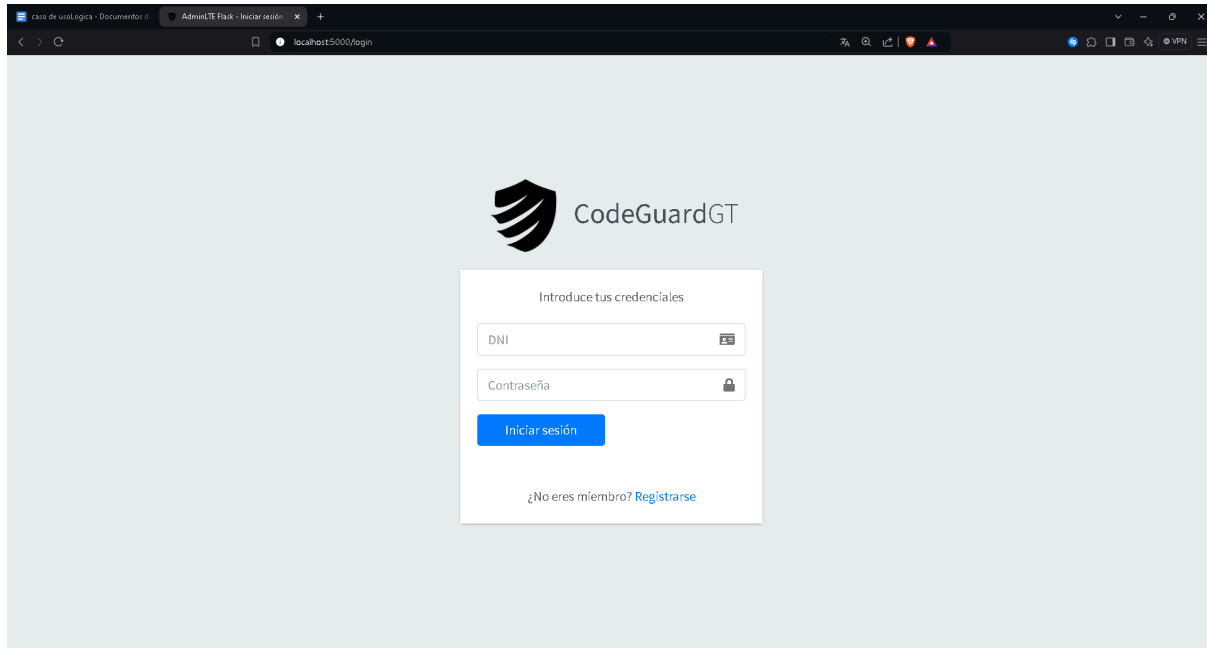 caso de usoLogica - Documentos d
AdminLTE Flask - Iniciar sesión
localhost:5000/login
VPN
CodeGuardGT
Introduce tus credenciales
DNI
Contraseña
Iniciar sesión
¿No eres miembro? Registrarse